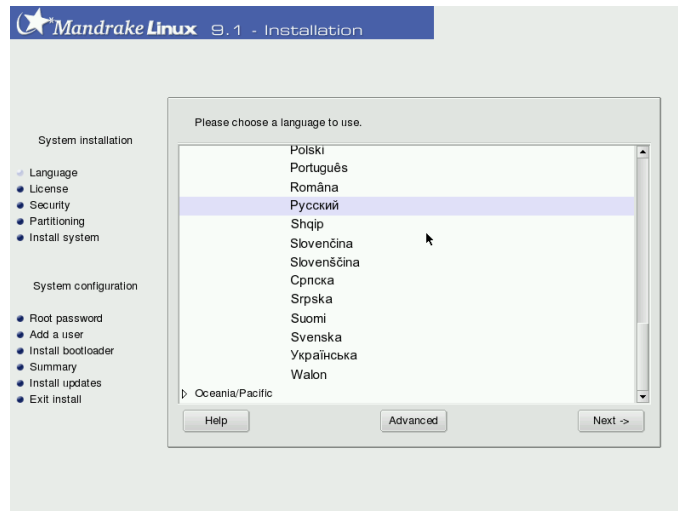 Mandrake Linux 9.1 - Installation
System installation
Language
License
Security
Partitioning
Install system
System configuration
Root password
Add a user
Install bootloader
Summary
Install updates
Exit install
Please choose a language to use.
Polski
Português
Româna
Русский
Shqip
Slovenčina
Slovenščina
Српска
Srpska
Suomi
Svenska
Українська
Walon
Oceania/Pacific
Help
Advanced
Next ->